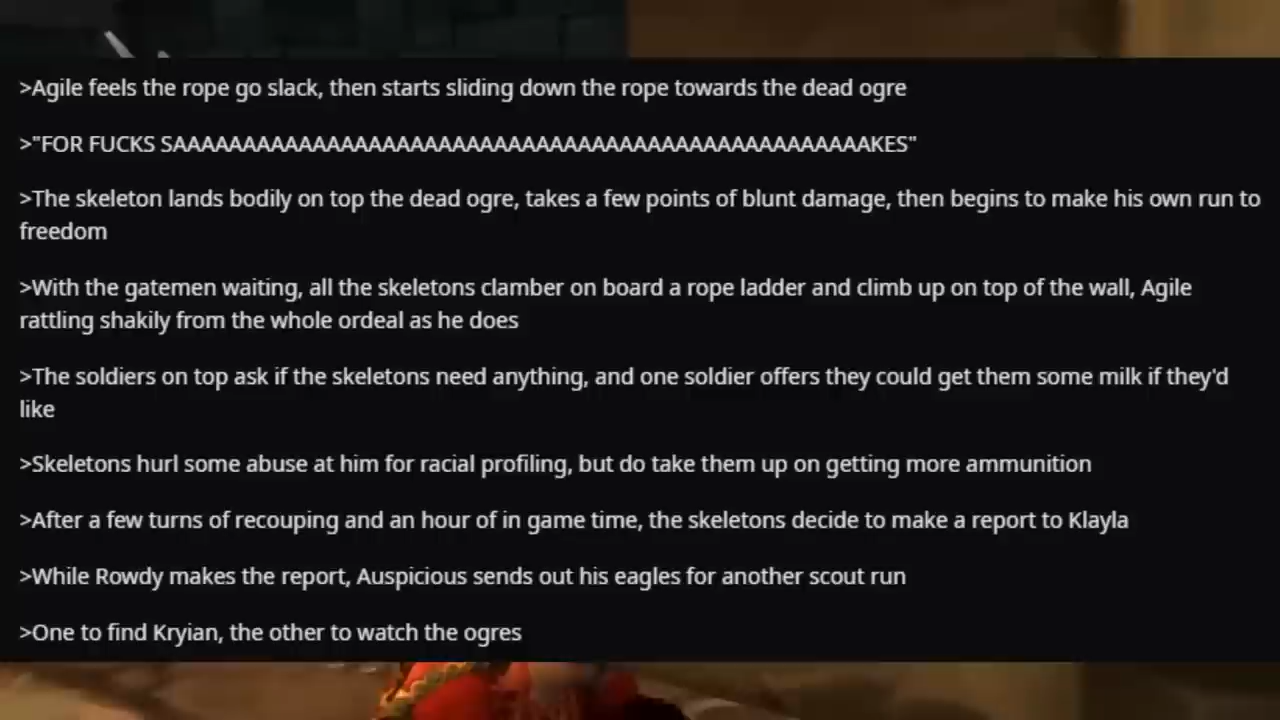 >Agile feels the rope go slack, then starts sliding down the rope towards the dead ogre
>"FOR FUCKS SAAAAAAAAAAAAAAAAAAAAAAAAAAAAAAAAAAAAAAAAAAAAAAAAAAKES"
>The skeleton lands bodily on top the dead ogre, takes a few points of blunt damage, then begins to make his own run to
freedom
>With the gatemen waiting, all the skeletons clamber on board a rope ladder and climb up on top of the wall, Agile
rattling shakily from the whole ordeal as he does
>The soldiers on top ask if the skeletons need anything, and one soldier offers they could get them some milk if they'd
like
>Skeletons hurl some abuse at him for racial profiling, but do take them up on getting more ammunition
>After a few turns of recouping and an hour of in game time, the skeletons decide to make a report to Klayla
>While Rowdy makes the report, Auspicious sends out his eagles for another scout run
>One to find Kryian, the other to watch the ogres